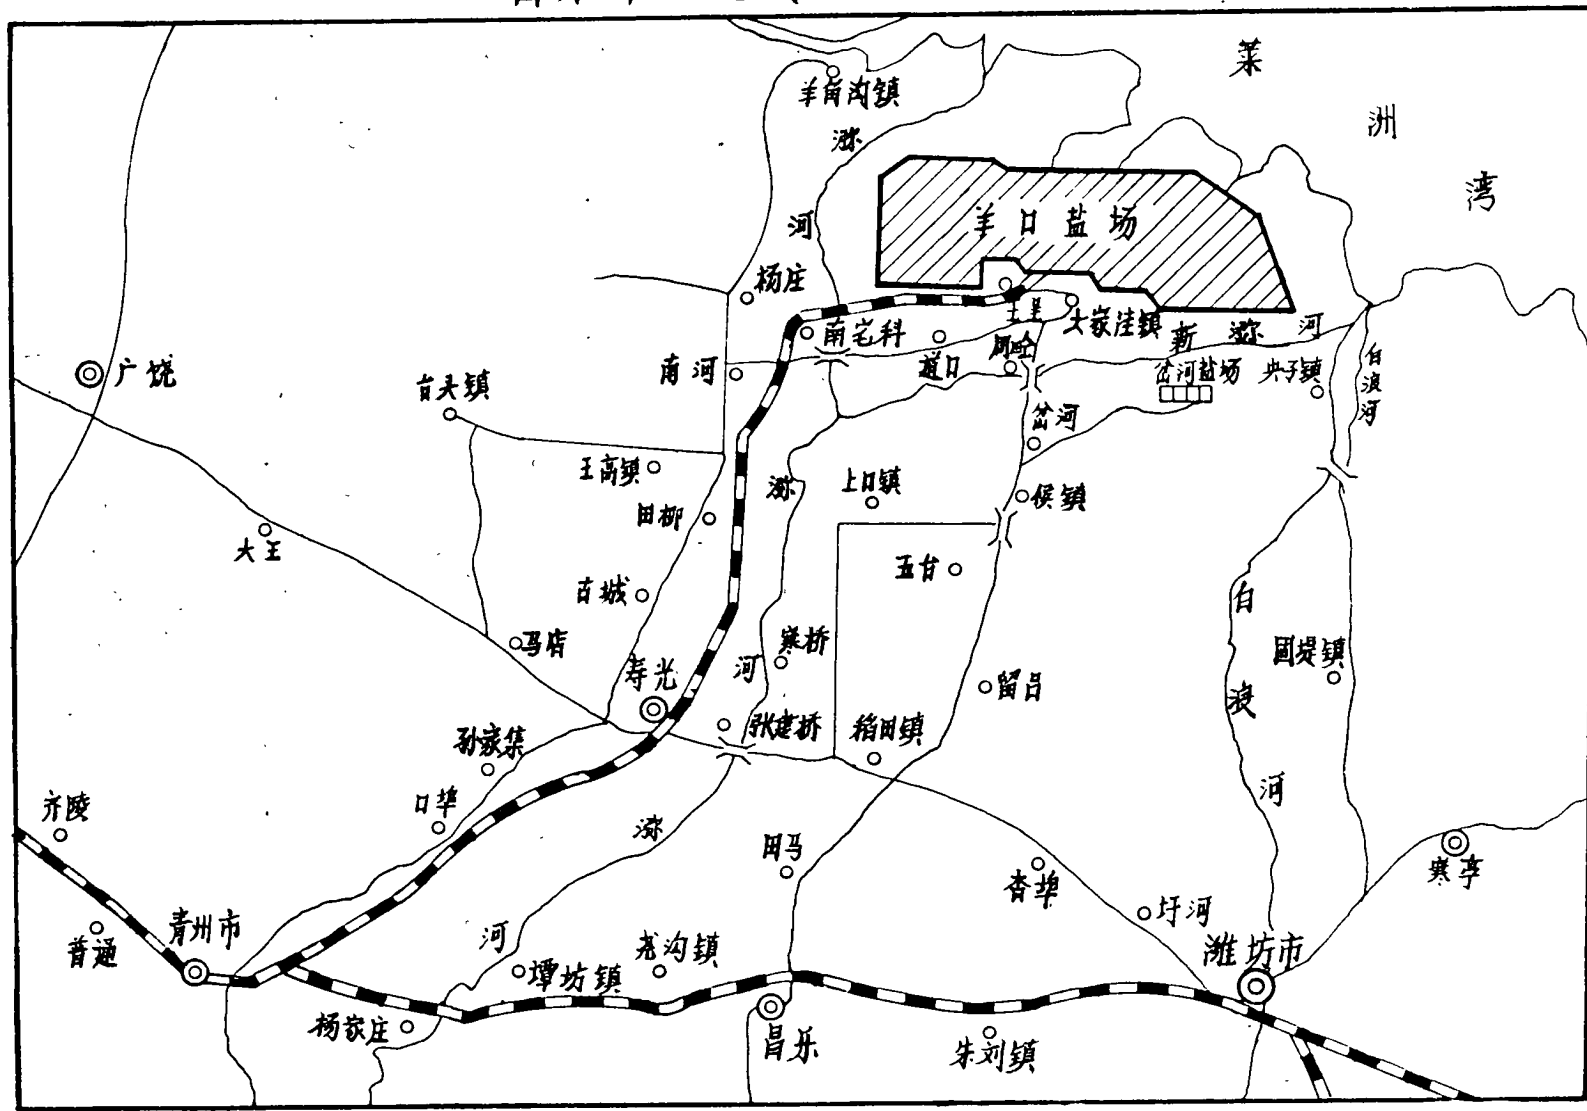 莱
洲
湾
羊角沟镇
弥
河
羊口盐场
杨庄
大家洼镇
新弥河
南宅科
道口
岔河盐场
央子镇
白浪河
南河
广饶
台头镇
岔河
王高镇
弥
上口镇
侯镇
田柳
大王
五台
古城
白
浪
河
马店
寒桥
固堤镇
寿光
河
留吕
张建桥
稻田镇
孙家集
口埠
齐陵
弥
田马
寒亭
杏埠
圩河
青州市
普通
河
谭坊镇
尧沟镇
潍坊市
杨家庄
昌乐
朱刘镇